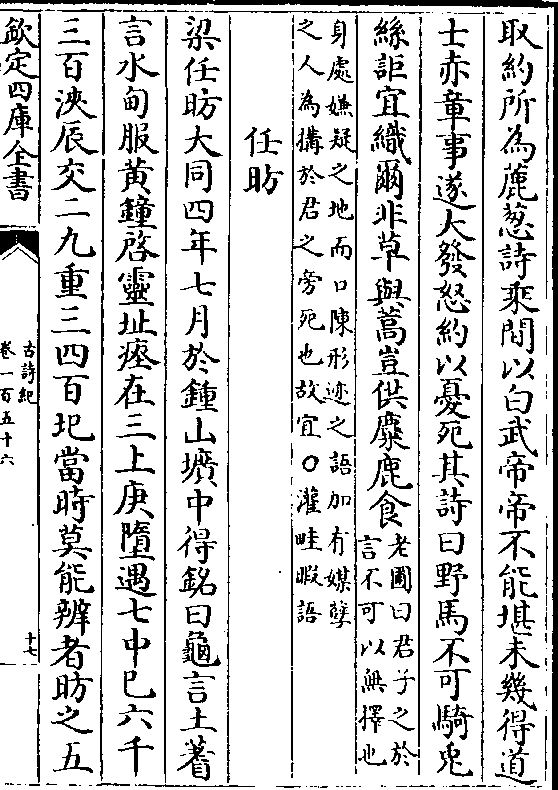 取約所為蔍葱詩乘間以白武帝帝不能堪未幾得道
士赤章事遂大發怒約以憂死其詩曰野馬不可騎兎
絲詎宜織爾非草與蒿豈供麋鹿食老圃曰君子之於言不可以無擇也
身處嫌疑之地而口陳形迹之語加有媒孽
之人為搆於君之旁死也故宜○灌畦暇語
任昉
梁任昉大同四年七月於鍾山壙中得銘曰龜言土蓍
言水甸服黄鐘啓靈址瘗在三上庚墮遇七中巳六千
三百浹辰交二九重三四百圯當時莫能辨者昉之五
欽定四庫全書
古詩紀
卷一百五十六
十七